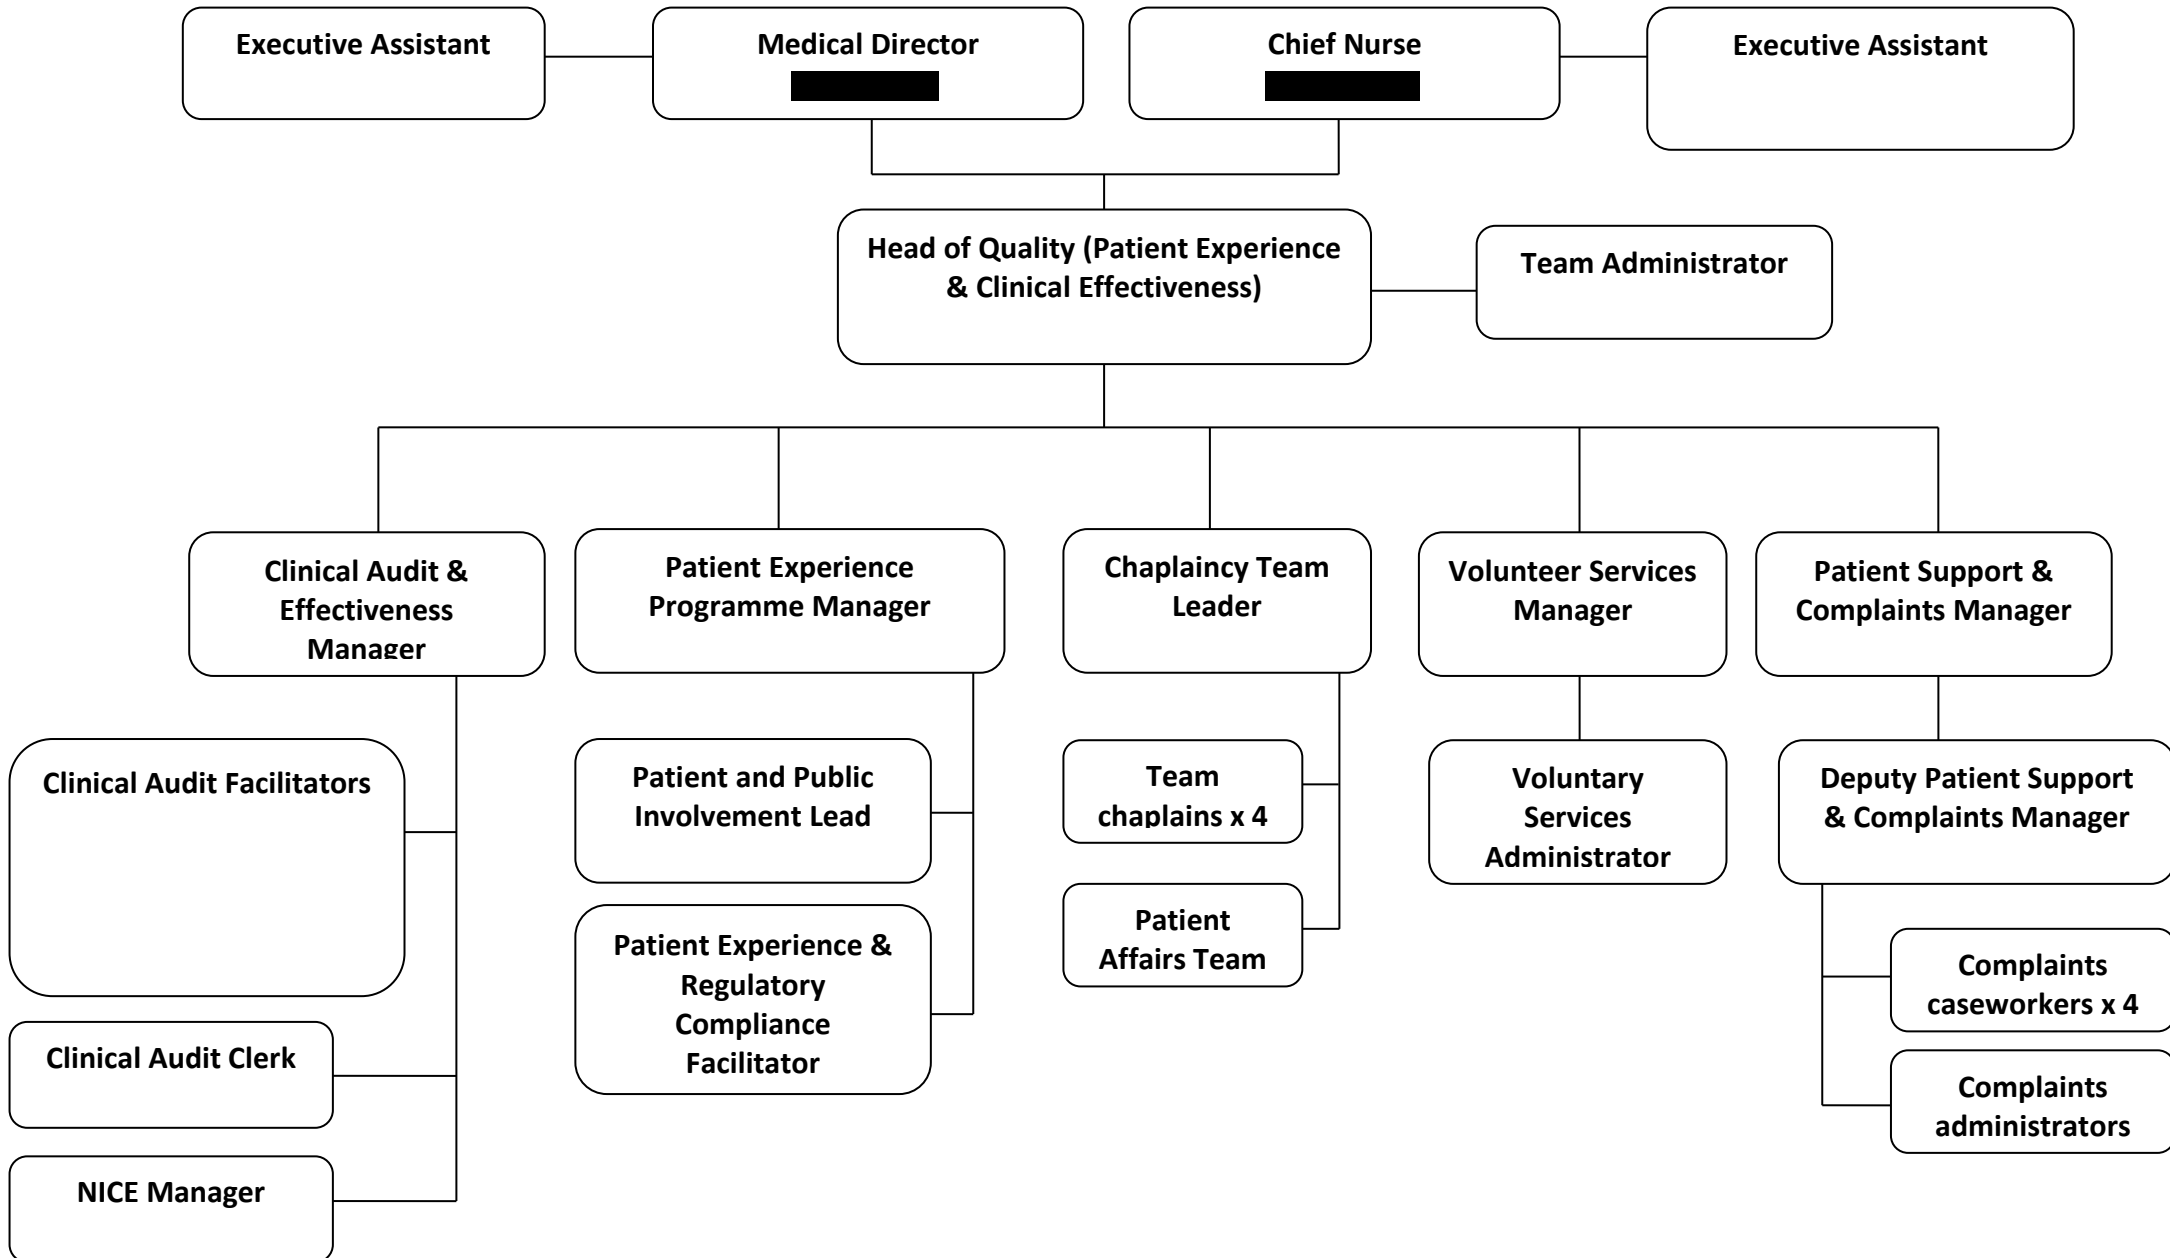 Executive Assistant
Medical Director
Chief Nurse
Executive Assistant
Head of Quality (Patient Experience
& Clinical Effectiveness)
Team Administrator
Clinical Audit &
Effectiveness
Manager
Patient Experience
Programme Manager
Chaplaincy Team
Leader
Volunteer Services
Manager
Patient Support &
Complaints Manager
Clinical Audit Facilitators
Clinical Audit Clerk
NICE Manager
Patient and Public
Involvement Lead
Patient Experience &
Regulatory
Compliance
Facilitator
Team
chaplains x 4
Patient
Affairs Team
Voluntary
Services
Administrator
Deputy Patient Support
& Complaints Manager
Complaints
caseworkers x 4
Complaints
administrators